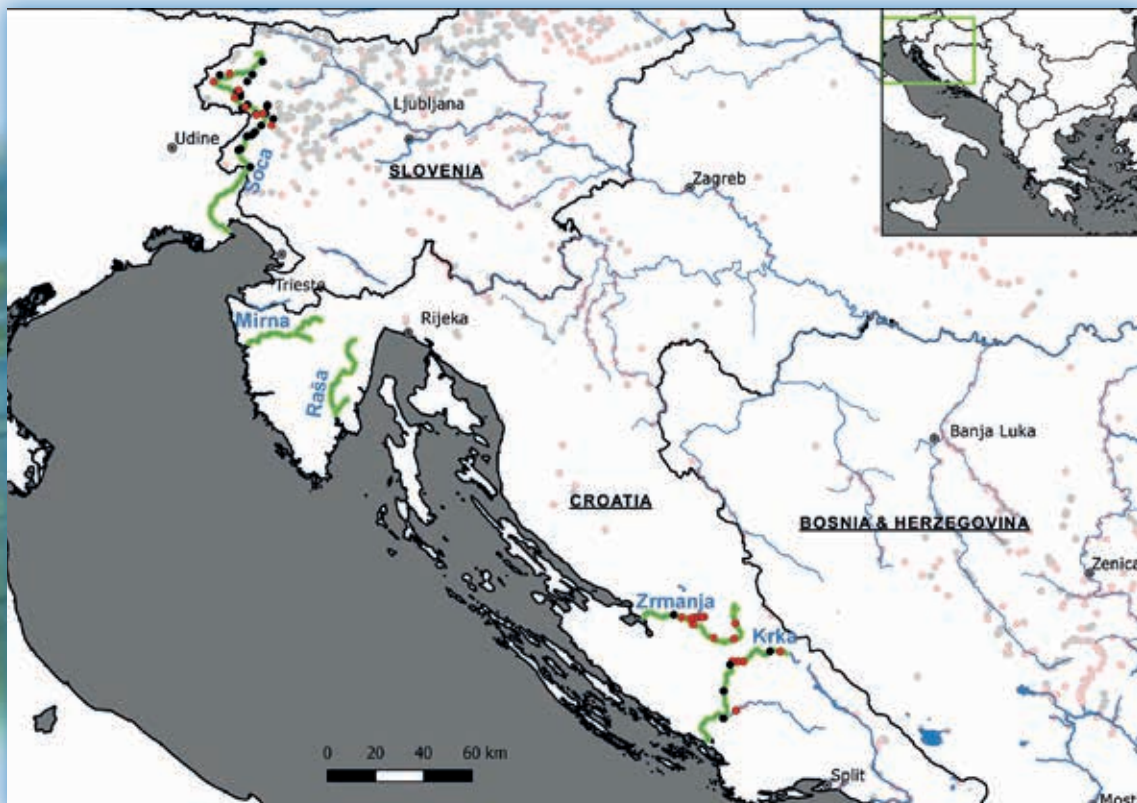 Udine
Ljubljana
SLOVENIA
Soča
Zagreb
Trieste
Mirna
Rijeka
Raša
Banja Luka
CROATIA
BOSNIA & HERZEGOVINA
Zenica
Zrmanja
Krka
0 20 40 60 km
Split
Most